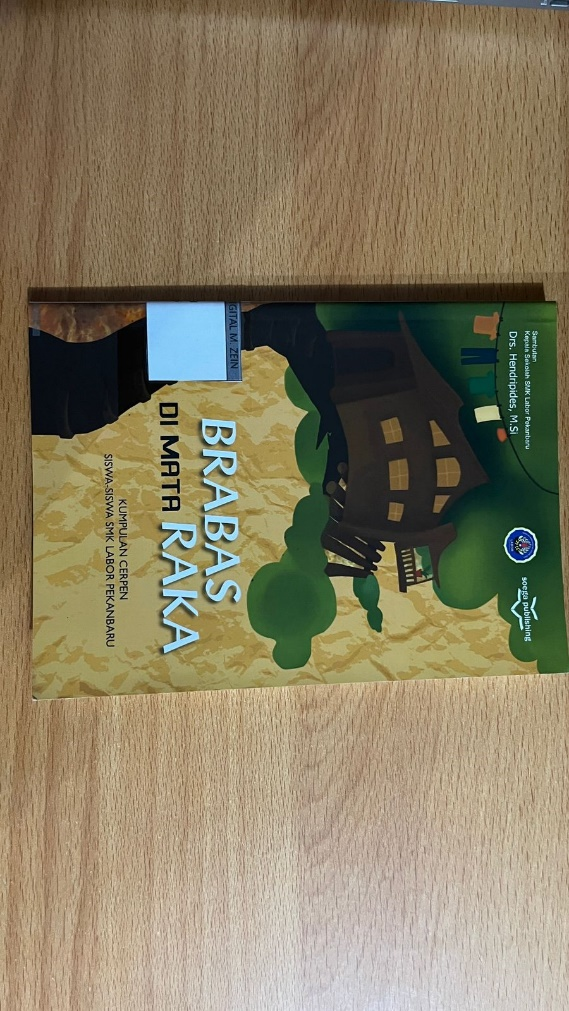 Sambutan
Kepala Sekolah SMK Labor Pekanbaru
Drs. Hendripides, M.Si
soega publishing
GITAL M. ZEIN
BRABAS
DI MATA RAKA
KUMPULAN CERPEN
SISWA-SISWA SMK LABOR PEKANBARU